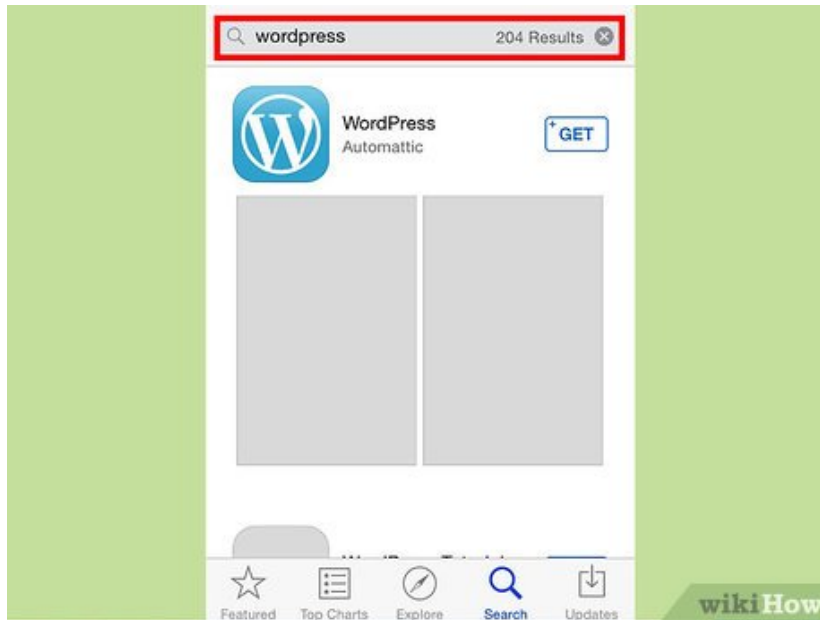 wordpress 204 Results
WordPress
Automattic
+GET
Featured Top Charts Explore Search Updates
wikiHow